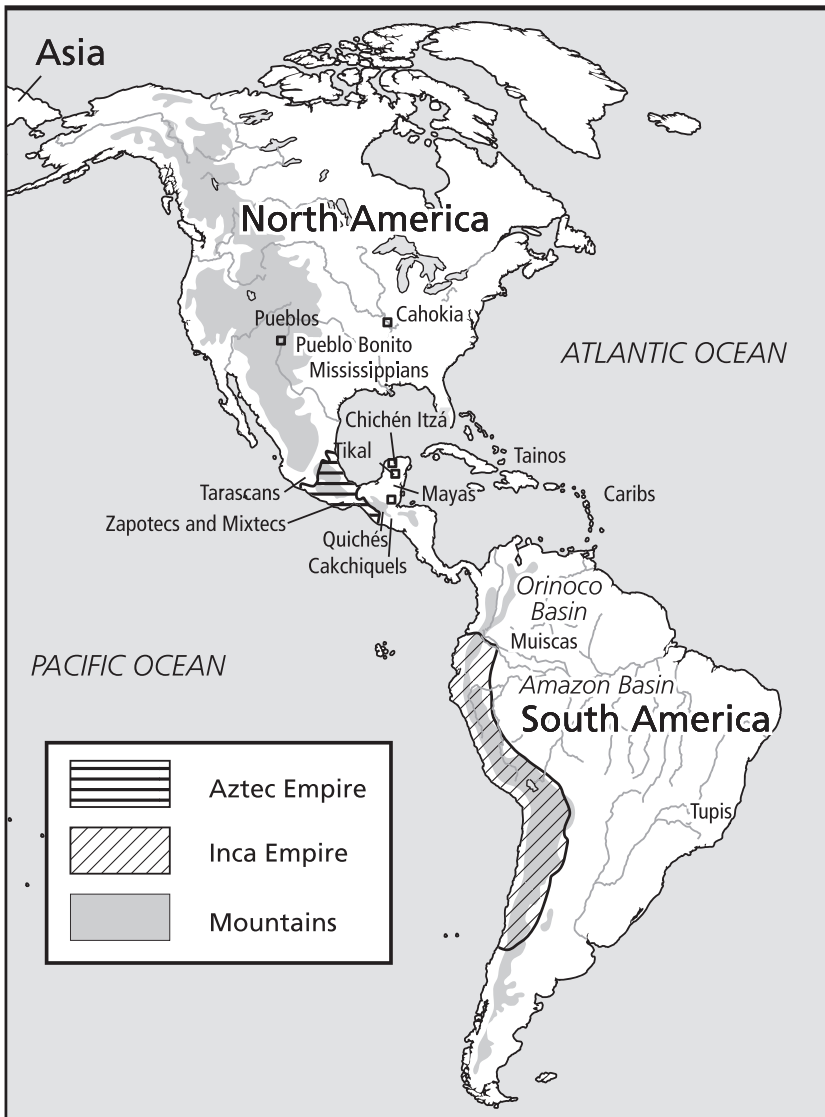 Asia
North America
Pueblos
Cahokia
Pueblo Bonito
Mississippians
ATLANTIC OCEAN
Chichén Itzá
Tikal
Tainos
Tarascans
Mayas
Caribs
Zapotecs and Mixtecs
Quichés
Cakchiquels
Orinoco
Basin
Muiscas
PACIFIC OCEAN
Amazon Basin
South America
Tupis
Aztec Empire
Inca Empire
Mountains